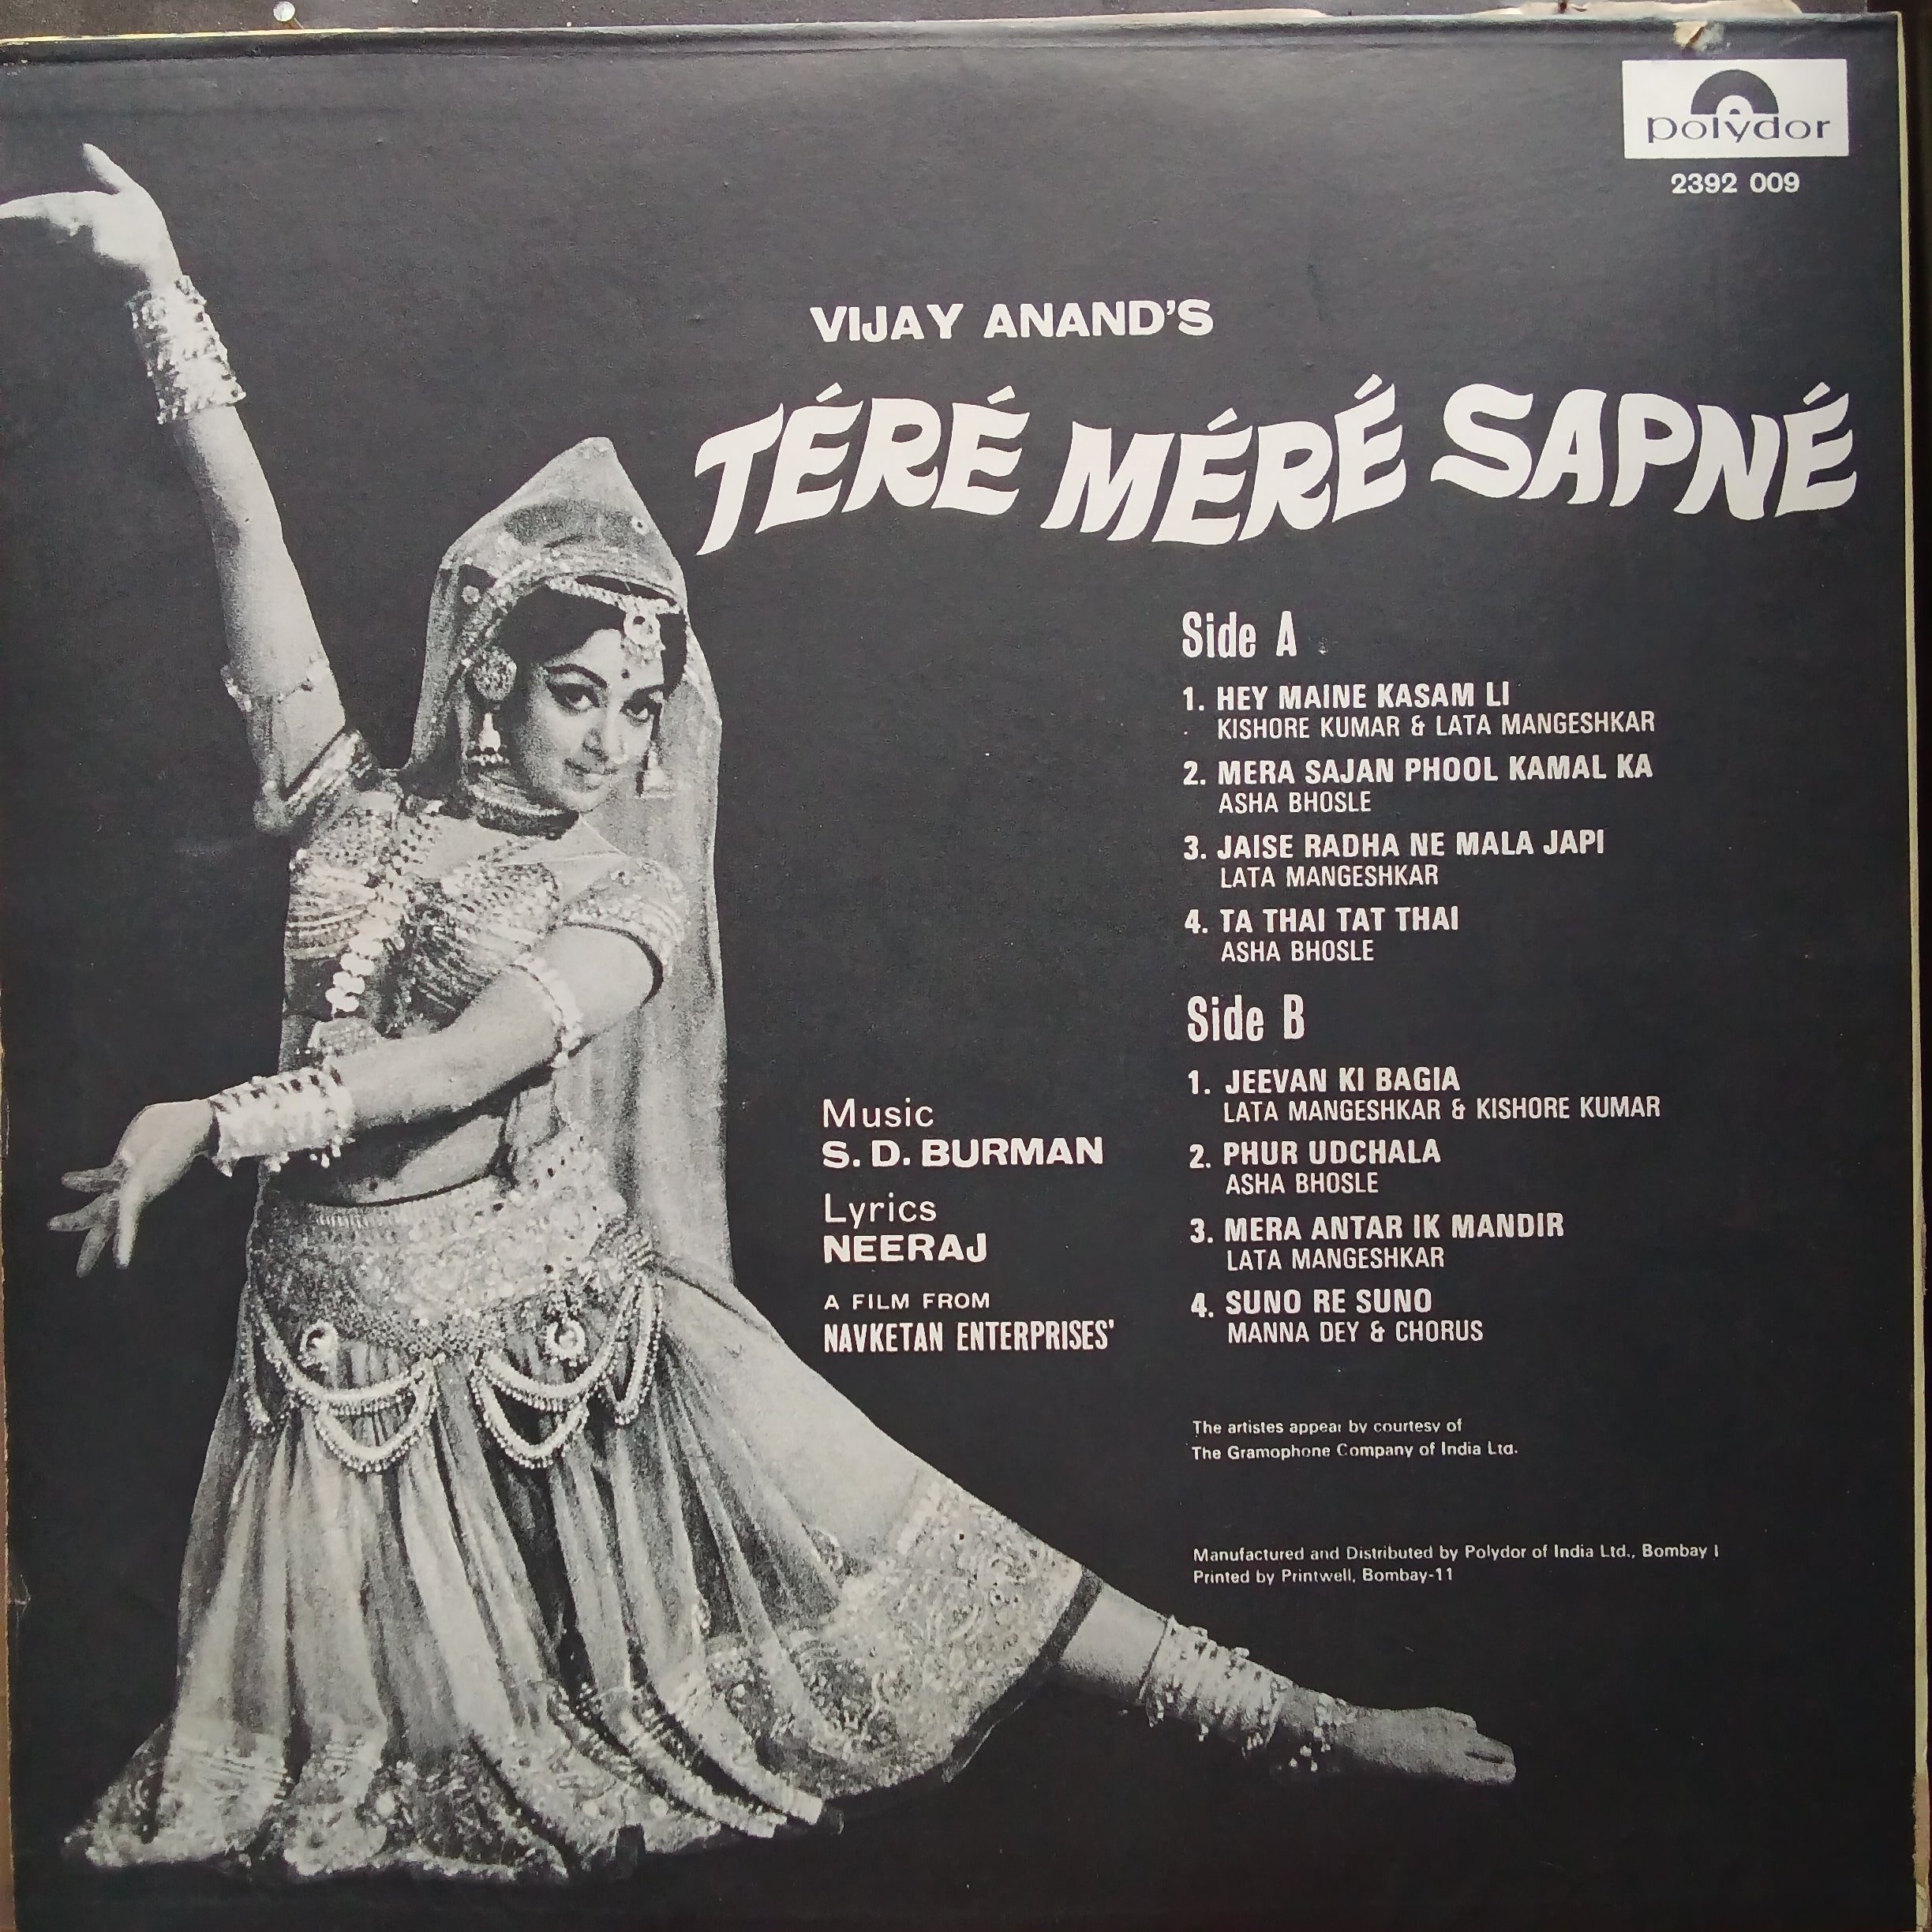 polydor
2392 009
VIJAY ANAND'S
TÉRÉ MÉRÉ SAPNÉ
Side A
1. HEY MAINE KASAM LI
KISHORE KUMAR & LATA MANGESHKAR
2. MERA SAJAN PHOOL KAMAL KA
ASHA BHOSLE
3. JAISE RADHA NE MALA JAPI
LATA MANGESHKAR
4. TA THAI TAT THAI
ASHA BHOSLE
Side B
1. JEEVAN KI BAGIA
LATA MANGESHKAR & KISHORE KUMAR
2. PHUR UDCHALA
ASHA BHOSLE
3. MERA ANTAR IK MANDIR
LATA MANGESHKAR
4. SUNO RE SUNO
MANNA DEY & CHORUS
Music
S. D. BURMAN
Lyrics
NEERAJ
A FILM FROM
NAVKETAN ENTERPRISES'
The artistes appear by courtesy of
The Gramophone Company of India Ltd.
Manufactured and Distributed by Polydor of India Ltd., Bombay I
Printed by Printwell, Bombay-11